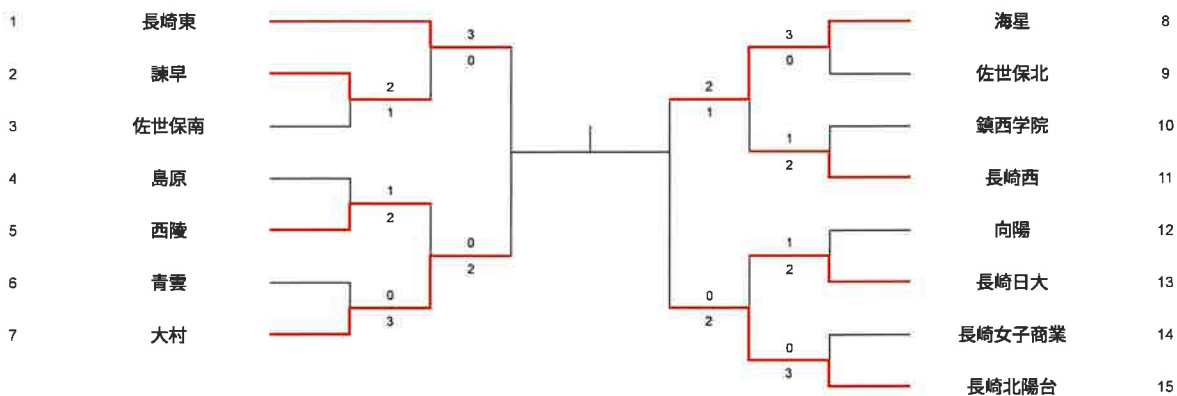 1 長崎東
2 諫早
3 佐世保南
4 島原
5 西陵
6 青雲
7 大村
3
0
2
1
1
2
0
2
0
3
海星 8
佐世保北 9
鎮西学院 10
長崎西 11
向陽 12
長崎日大 13
長崎女子商業 14
長崎北陽台 15
3
0
2
1
1
2
1
2
0
2
0
3